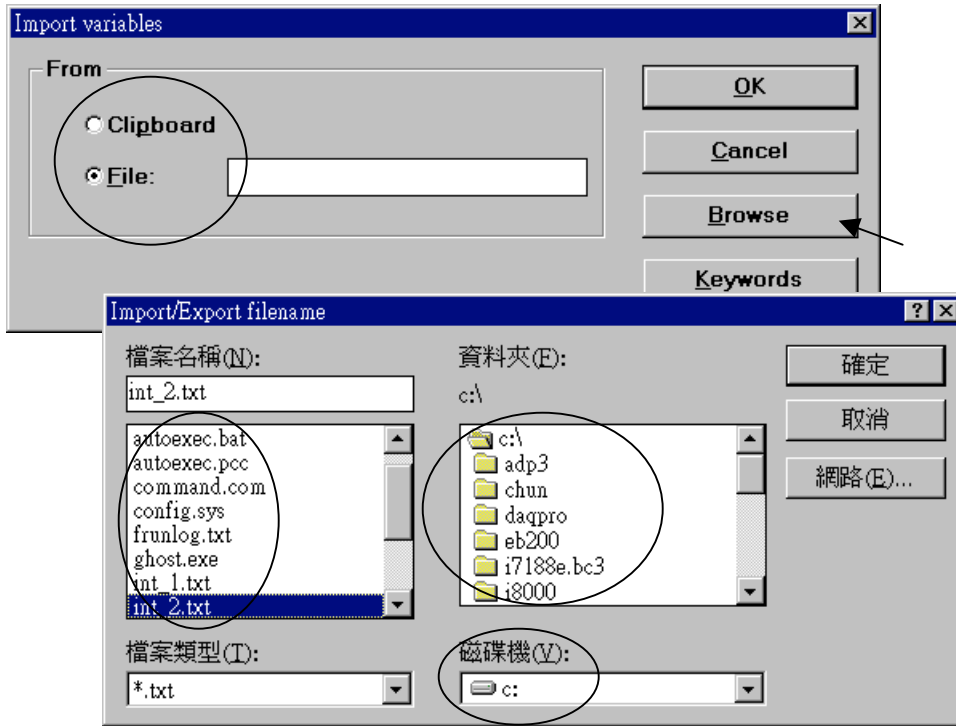 Import variables
From
Clipboard
File:
OK
Cancel
Browse
Keywords
Import/Export filename
檔案名稱(N):
int_2.txt
autoexec.bat
autoexec.pcc
command.com
config.sys
frunlog.txt
ghost.exe
int_1.txt
int_2.txt
檔案類型(T):
*.txt
資料夾(F):
c:\
c:\
adp3
chun
daqpro
eb200
i7188e.bc3
i8000
磁碟機(V):
c:
確定
取消
網路(E)...